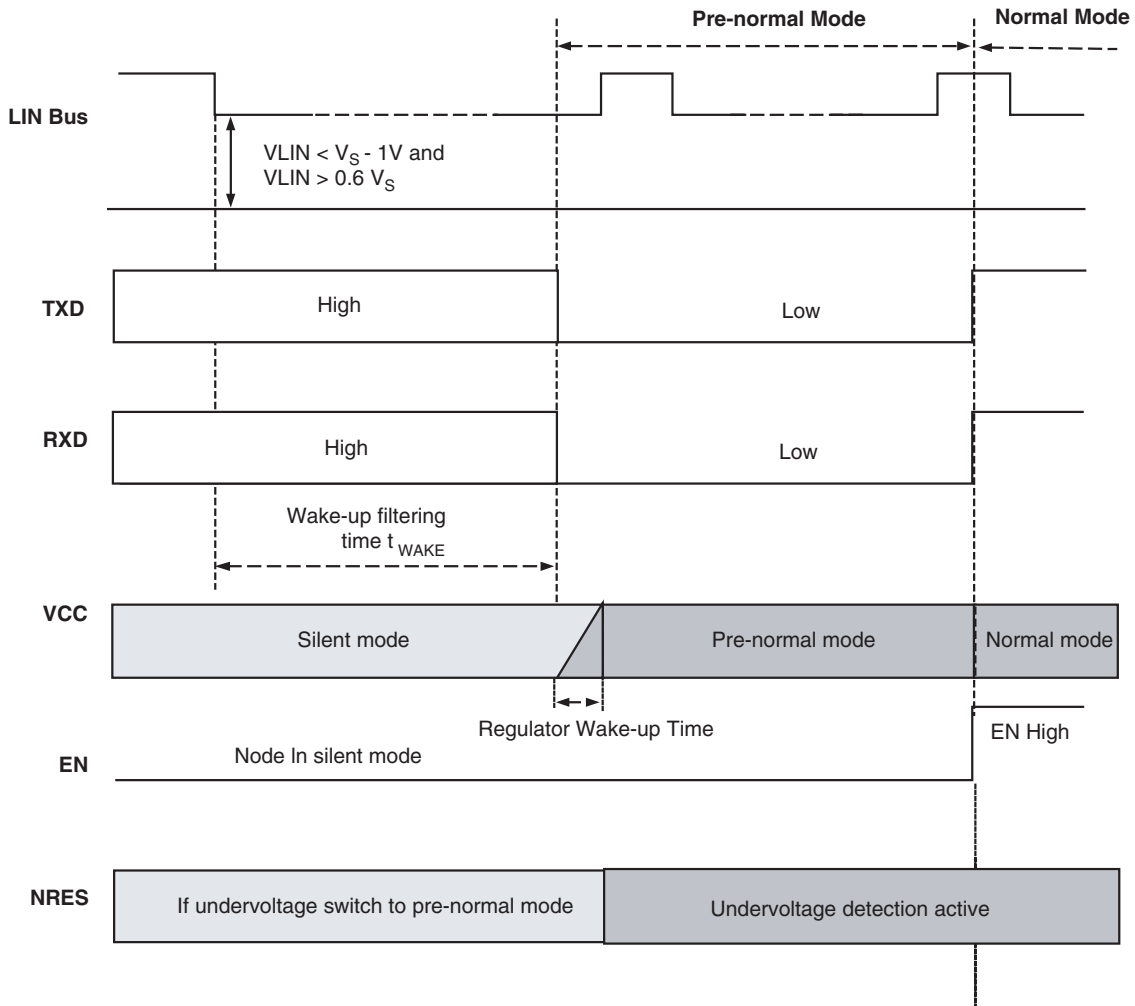 Pre-normal Mode
Normal Mode
LIN Bus
VLIN < VS - 1V and
VLIN > 0.6 VS
TXD
High
Low
RXD
High
Low
Wake-up filtering
time tWAKE
VCC
Silent mode
Pre-normal mode
Normal mode
Regulator Wake-up Time
EN High
Node In silent mode
EN
NRES
If undervoltage switch to pre-normal mode
Undervoltage detection active